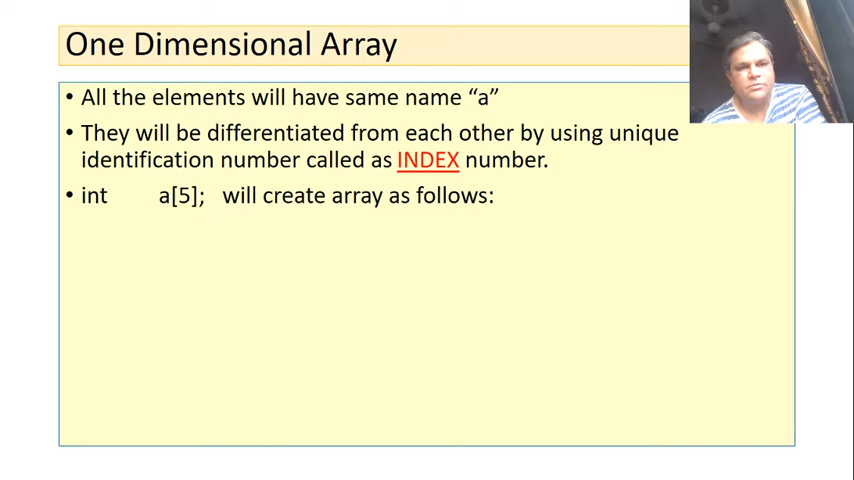 One Dimensional Array
• All the elements will have same name “a”
• They will be differentiated from each other by using unique
identification number called as INDEX number.
• int a[5]; will create array as follows: